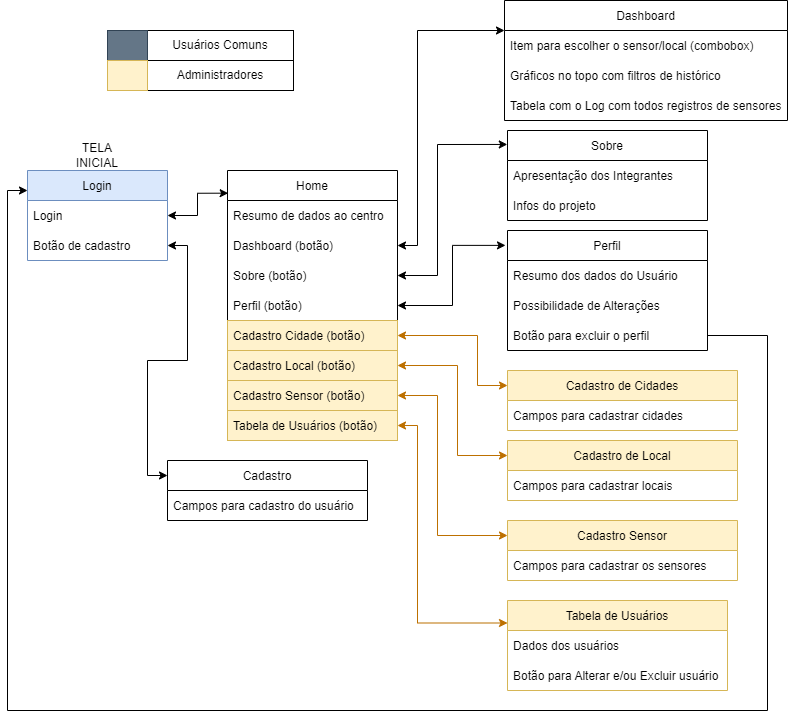 Usuários Comuns
Administradores
TELA
INICIAL
Login
Login
Botão de cadastro
Home
Resumo de dados ao centro
Dashboard (botão)
Sobre (botão)
Perfil (botão)
Cadastro Cidade (botão)
Cadastro Local (botão)
Cadastro Sensor (botão)
Tabela de Usuários (botão)
Cadastro
Campos para cadastro do usuário
Dashboard
Item para escolher o sensor/local (combobox)
Gráficos no topo com filtros de histórico
Tabela com o Log com todos registros de sensores
Sobre
Apresentação dos Integrantes
Infos do projeto
Perfil
Resumo dos dados do Usuário
Possibilidade de Alterações
Botão para excluir o perfil
Cadastro de Cidades
Campos para cadastrar cidades
Cadastro de Local
Campos para cadastrar locais
Cadastro Sensor
Campos para cadastrar os sensores
Tabela de Usuários
Dados dos usuários
Botão para Alterar e/ou Excluir usuário